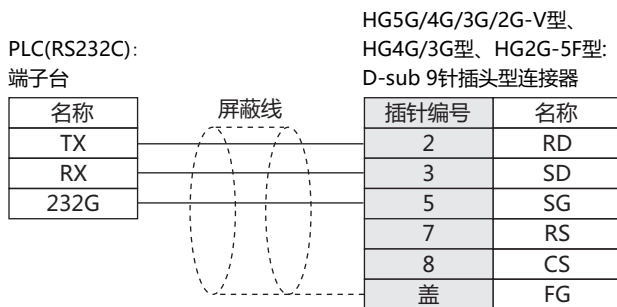 HG5G/4G/3G/2G-V型、
PLC(RS232C):
HG4G/3G型、HG2G-5F型:
端子台
D-sub 9针插头型连接器
名称 屏蔽线 插针编号 名称
TX 2 RD
RX 3 SD
232G 5 SG
7 RS
8 CS
盖 FG